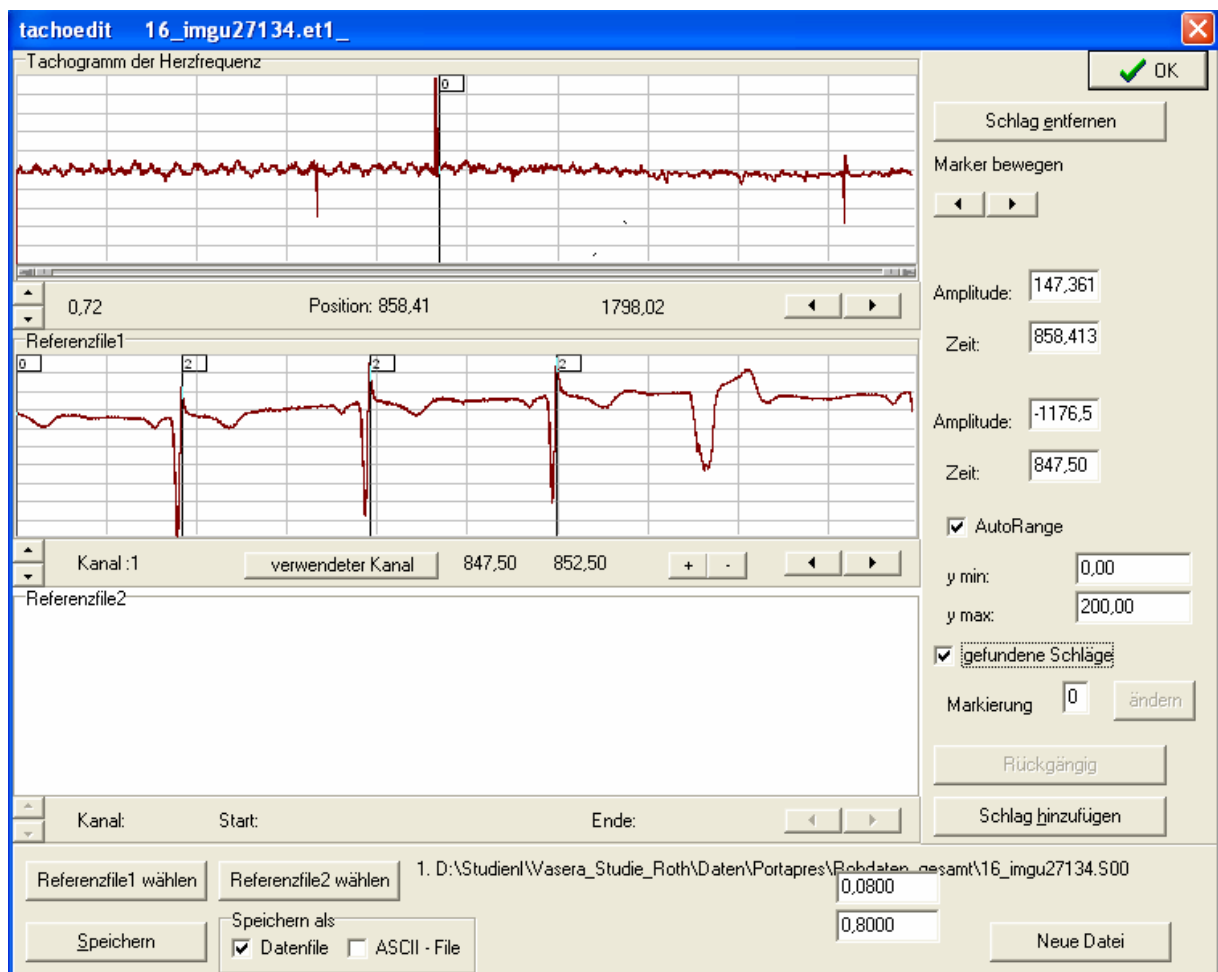 tachoedit 16_imgu27134.et1_
Tachogramm der Herzfrequenz
0
OK
Schlag entfernen
Marker bewegen
0,72 Position: 858,41 1798,02
Amplitude: 147,361
Zeit: 858,413
Referenzfile1
0 2 2 2
Amplitude: -1176,5
Zeit: 847,50
AutoRange
Kanal :1 verwendeter Kanal 847,50 852,50 + -
y min: 0,00
y max: 200,00
Referenzfile2
gefundene Schläge
Markierung 0 ändern
Rückgängig
Kanal: Start: Ende:
Schlag hinzufügen
Referenzfile1 wählen Referenzfile2 wählen 1. D:\Studien\Vasera_Studie_Roth\Daten\Portapres\Rohdaten_gesamt\16_imgu27134.S00
0,0800
Speichern als
0,8000
Speichern Datenfile ASCII - File Neue Datei